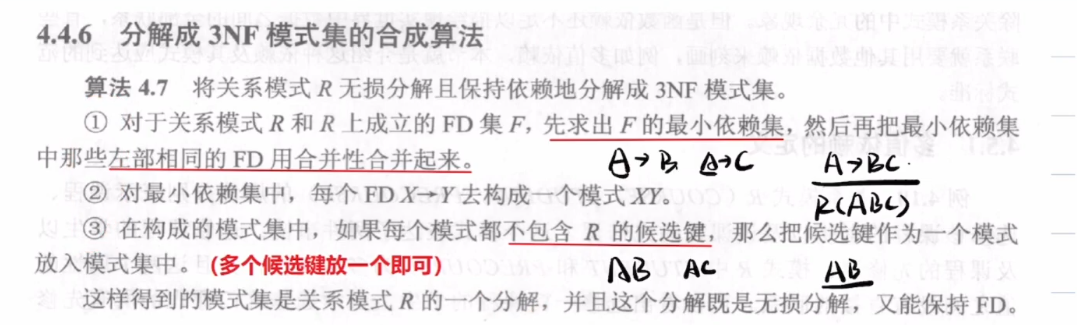 4.4.6 分解成 3NF 模式集的合成算法
算法 4.7 将关系模式 R 无损分解且保持依赖地分解成 3NF 模式集。
① 对于关系模式 R 和 R 上成立的 FD 集 F，先求出 F 的最小依赖集，然后再把最小依赖集
中那些左部相同的 FD 用合并性合并起来。 A→B A→C A→BC
② 对最小依赖集中，每个 FD X→Y 去构成一个模式 XY。 R(ABC)
③ 在构成的模式集中，如果每个模式都不包含 R 的候选键，那么把候选键作为一个模式
放入模式集中。 (多个候选键放一个即可) AB AC AB
这样得到的模式集是关系模式 R 的一个分解，并且这个分解既是无损分解，又能保持 FD。